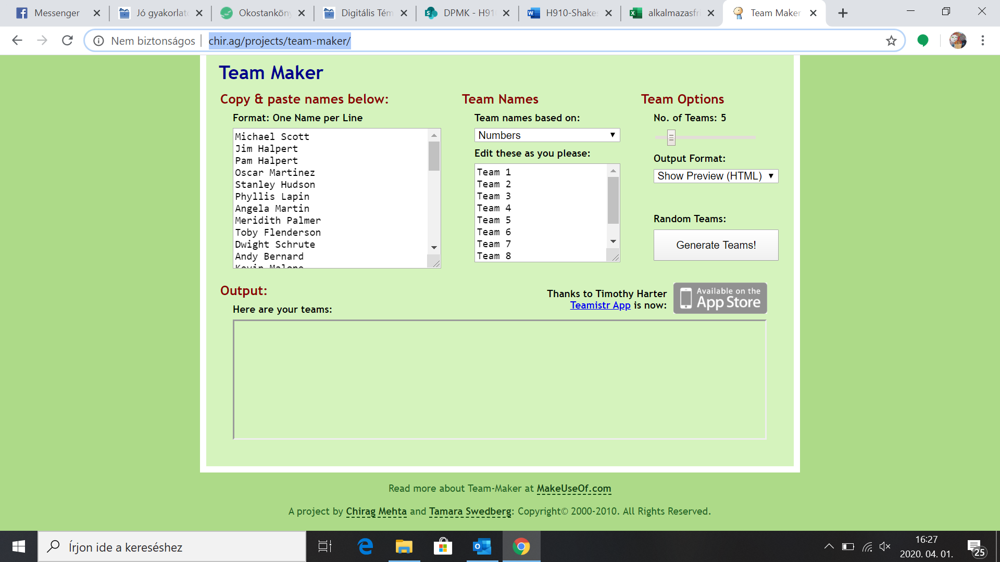 Messenger
Jó gyakorlat
Okostanköny
Digitális Tém
DPMK - H91
H910-Shakes
alkalmazasfri
Team Maker
Nem biztonságos
chir.ag/projects/team-maker/
Team Maker
Copy & paste names below:
Format: One Name per Line
Michael Scott
Jim Halpert
Pam Halpert
Oscar Martinez
Stanley Hudson
Phyllis Lapin
Angela Martin
Meridith Palmer
Toby Flenderson
Dwight Schrute
Andy Bernard
Kevin Malone
Team Names
Team names based on:
Numbers
Edit these as you please:
Team 1
Team 2
Team 3
Team 4
Team 5
Team 6
Team 7
Team 8
Team Options
No. of Teams: 5
Output Format:
Show Preview (HTML)
Random Teams:
Generate Teams!
Output:
Here are your teams:
Thanks to Timothy Harter
Teamistr App is now:
Available on the
App Store
Read more about Team-Maker at MakeUseOf.com
A project by Chirag Mehta and Tamara Swedberg: Copyright© 2000-2010. All Rights Reserved.
Írjon ide a kereséshez
16:27
2020. 04. 01.
25